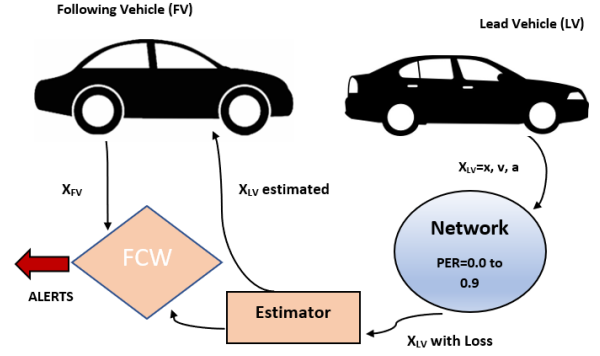 Following Vehicle (FV)
Lead Vehicle (LV)
XLV=x, v, a
XFV
XLV estimated
Network
PER=0.0 to
0.9
FCW
ALERTS
Estimator
XLV with Loss